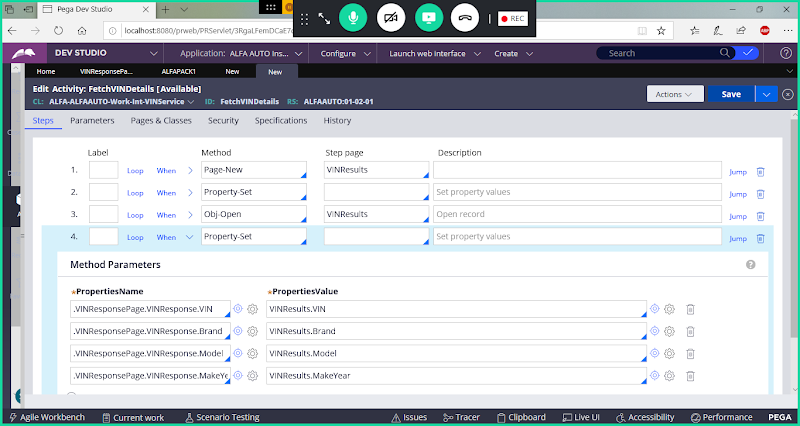 Pega Dev Studio
REC
localhost:8080/prweb/PRServlet/3RgaLFemDCaE7
DEV STUDIO
Application: ALFA AUTO Ins...
Configure
Launch web Interface
Create
Search
Home
VINResponsePa...
ALFAPACK1
New
New
Edit Activity: FetchVINDetails [Available]
CL: ALFA-ALFAAUTO-Work-Int-VINService
ID: FetchVINDetails
RS: ALFAAUTO:01-02-01
Actions
Save
Steps
Parameters
Pages & Classes
Security
Specifications
History
Label
Method
Step page
Description
1. Loop When Page-New VINResults Jump
2. Loop When Property-Set Set property values Jump
3. Loop When Obj-Open VINResults Open record Jump
4. Loop When Property-Set Set property values Jump
Method Parameters
*PropertiesName *PropertiesValue
.VINResponsePage.VINResponse.VIN VINResults.VIN
.VINResponsePage.VINResponse.Brand VINResults.Brand
.VINResponsePage.VINResponse.Model VINResults.Model
.VINResponsePage.VINResponse.MakeYe VINResults.MakeYear
Agile Workbench
Current work
Scenario Testing
Issues
Tracer
Clipboard
Live UI
Accessibility
Performance
PEGA